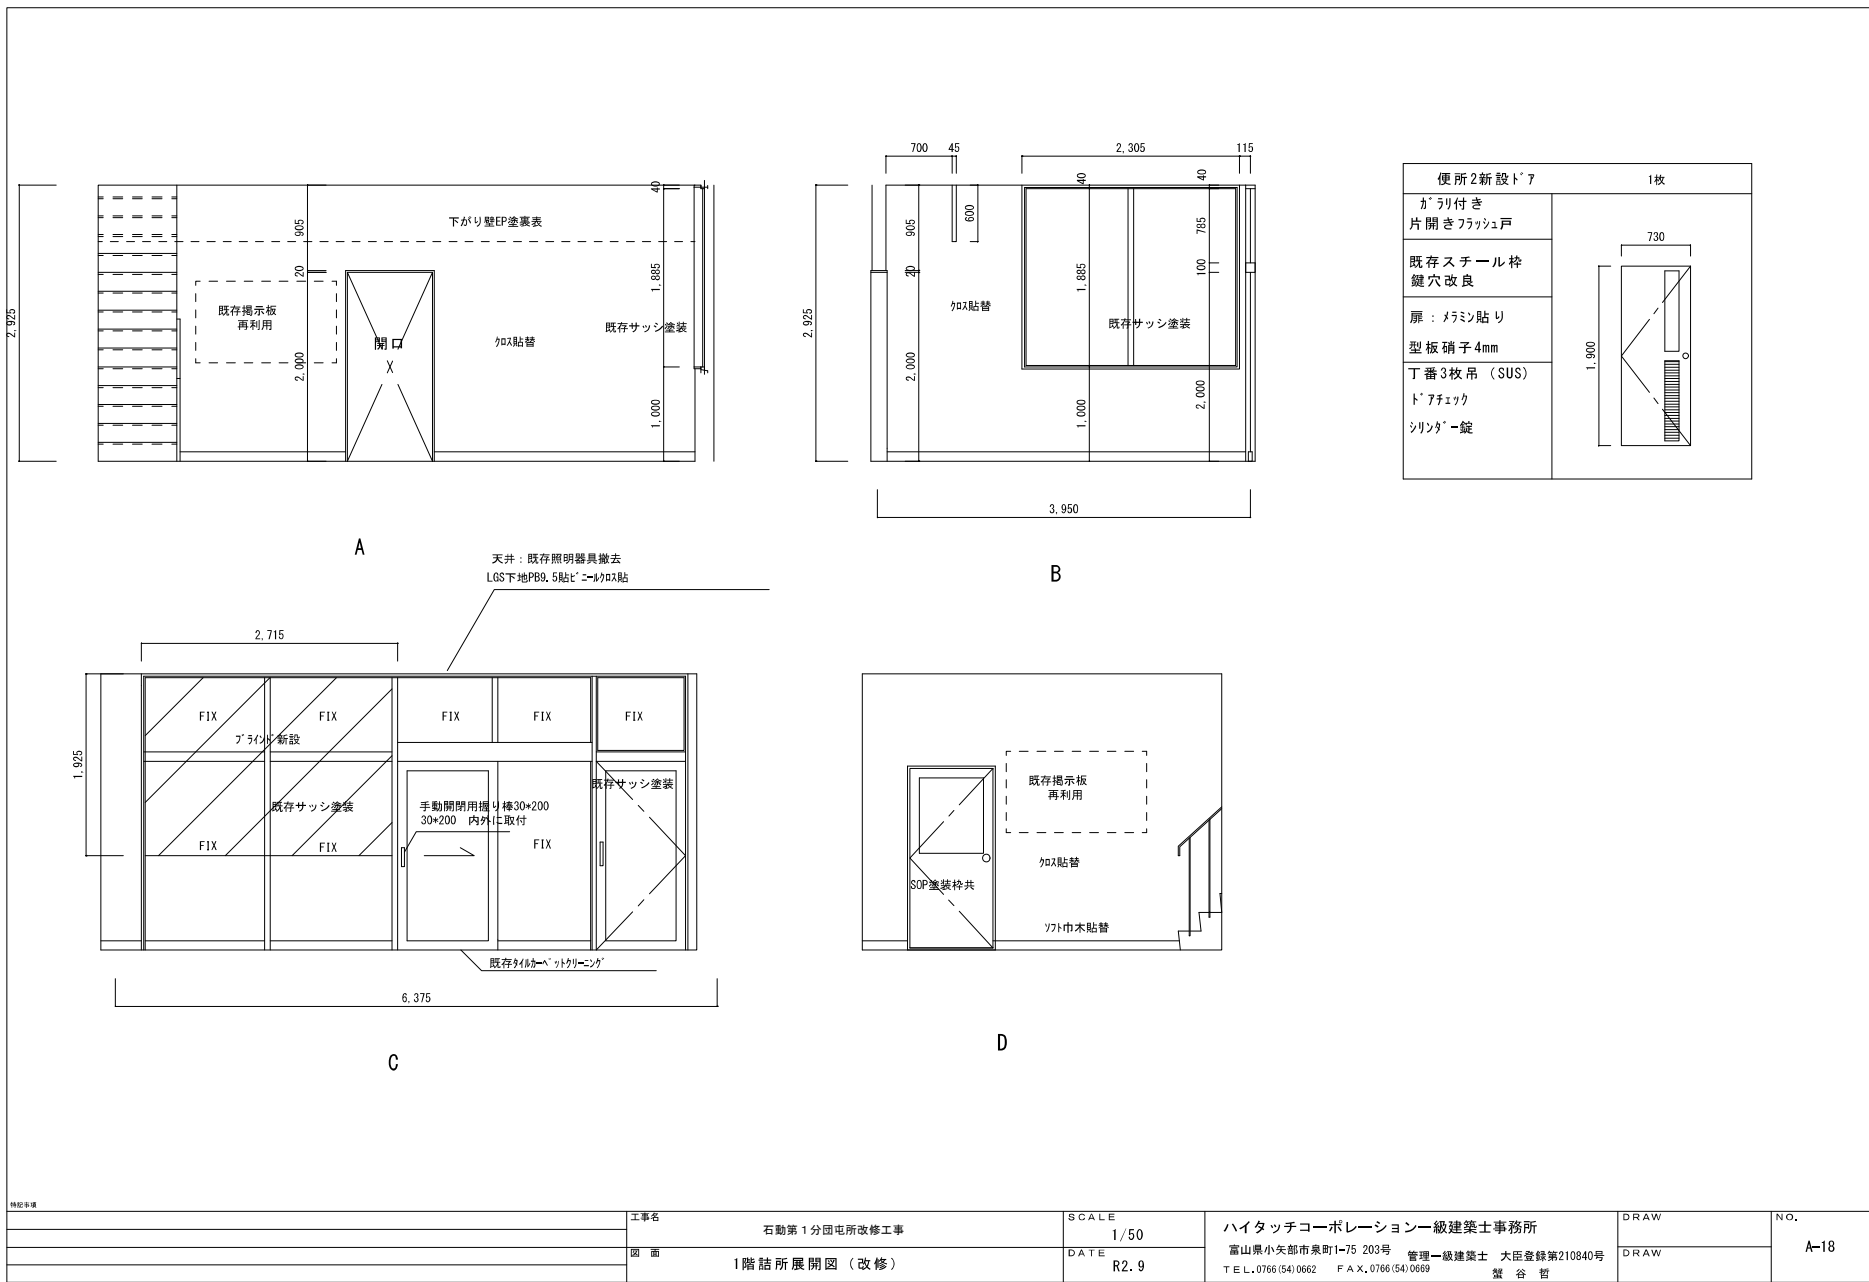 2,925
905
20
2,000
40
1,885
1,000
下がり壁EP塗裏表
既存掲示板
再利用
開口
クロス貼替
既存サッシ塗装
A
700
45
2,305
115
2,925
905
20
2,000
600
40
1,885
1,000
40
785
100
2,000
クロス貼替
既存サッシ塗装
3,950
B
便所2新設ドア
1枚
ガラリ付き
片開きフラッシュ戸
既存スチール枠
鍵穴改良
扉:メラミン貼り
型板硝子4mm
丁番3枚吊(SUS)
ドアチェック
シリンダー錠
730
1,900
天井:既存照明器具撤去
LGS下地PB9.5貼ビニールクロス貼
2,715
1,925
FIX
FIX
FIX
FIX
FIX
ブラインド新設
既存サッシ塗装
既存サッシ塗装
手動開閉用握り棒30*200
30*200 内外に取付
FIX
FIX
FIX
既存タイルカーペットクリーニング
6,375
C
既存掲示板
再利用
クロス貼替
SOP塗装枠共
ソフト巾木貼替
D
特記事項
工事名
石動第1分団屯所改修工事
図面
1階詰所展開図(改修)
SCALE
1/50
DATE
R2.9
ハイタッチコーポレーション一級建築士事務所
富山県小矢部市泉町1-75 203号
管理一級建築士 大臣登録第210840号
TEL.0766(54)0662 FAX.0766(54)0669
蟹谷 哲
DRAW
DRAW
NO.
A-18